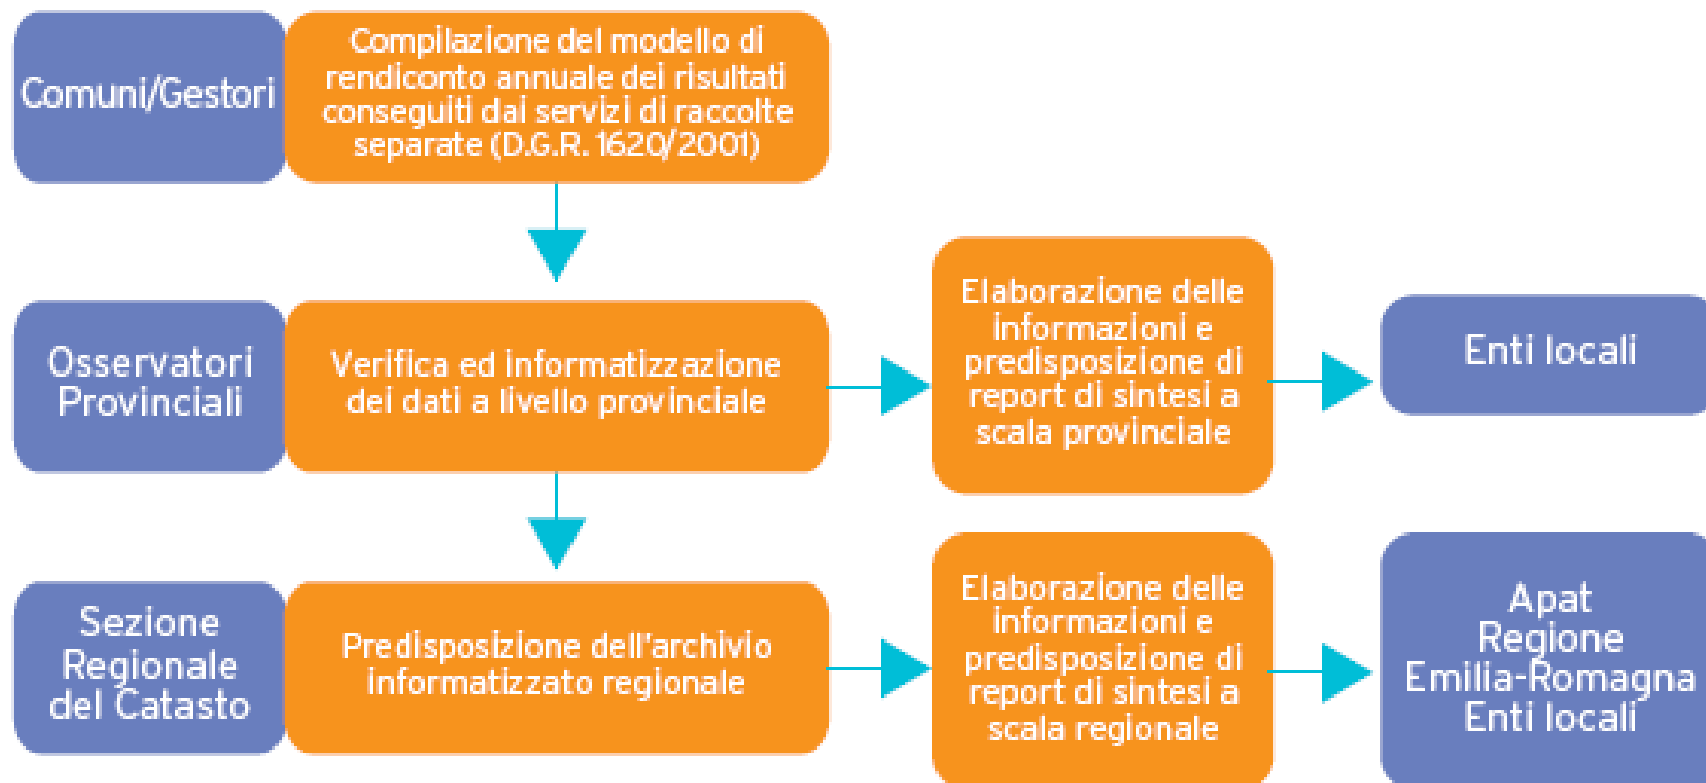 Comuni/Gestori
Compilazione del modello di
rendiconto annuale dei risultati
conseguiti dai servizi di raccolte
separate (D.G.R. 1620/2001)
Osservatori
Provinciali
Verifica ed informatizzazione
dei dati a livello provinciale
Elaborazione delle
informazioni e
predisposizione di
report di sintesi a
scala provinciale
Enti locali
Sezione
Regionale
del Catasto
Predisposizione dell'archivio
informatizzato regionale
Elaborazione delle
informazioni e
predisposizione di
report di sintesi a
scala regionale
Apat
Regione
Emilia-Romagna
Enti locali